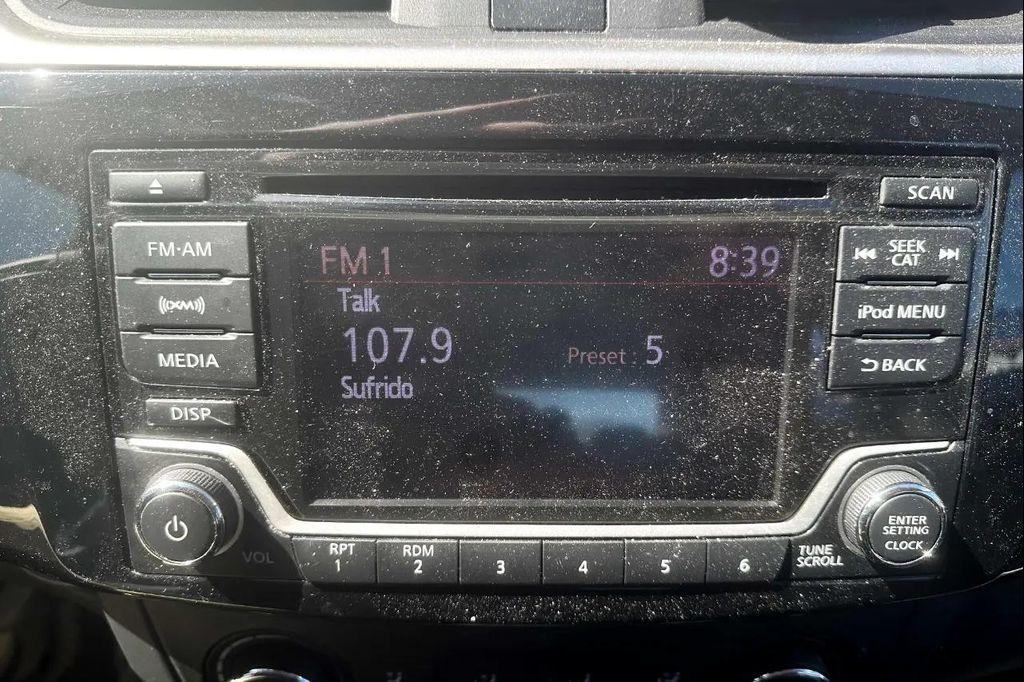 SCAN
FM·AM
SEEK
CAT
FM 1
8:39
Talk
XM
iPod MENU
107.9
Preset : 5
MEDIA
BACK
Sufrido
DISP
ENTER
SETTING
CLOCK
VOL
RPT
1
RDM
2
3
4
5
6
TUNE
SCROLL